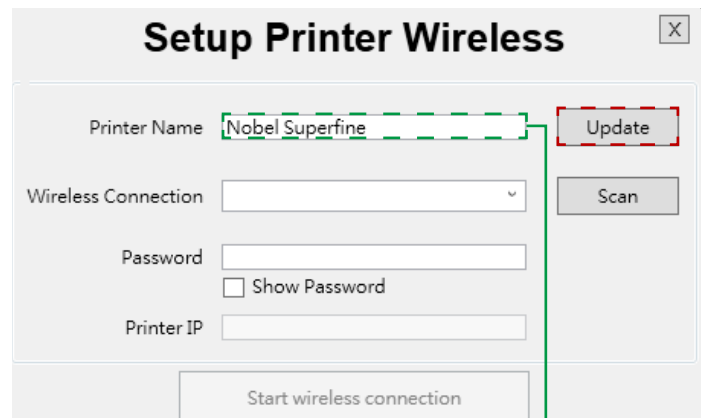 Setup Printer Wireless X
Printer Name Nobel Superfine Update
Wireless Connection Scan
Password
Show Password
Printer IP
Start wireless connection